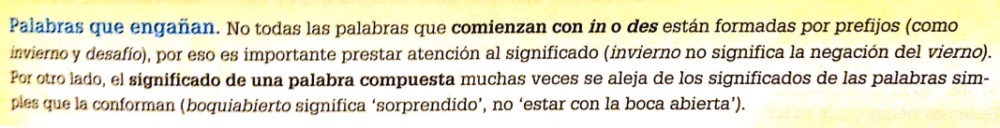 Palabras que engañan. No todas las palabras que comienzan con in o des están formadas por prefijos (como
invierno y desafío), por eso es importante prestar atención al significado (invierno no significa la negación del vierno).
Por otro lado, el significado de una palabra compuesta muchas veces se aleja de los significados de las palabras sim-
ples que la conforman (boquiabierto significa ‘sorprendido’, no ‘estar con la boca abierta’).